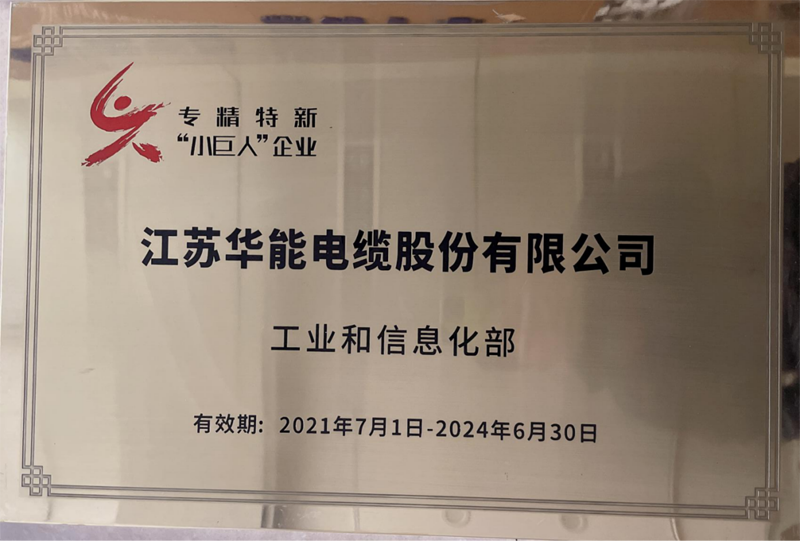 专精特新
“小巨人”企业
江苏华能电缆股份有限公司
工业和信息化部
有效期：2021年7月1日-2024年6月30日